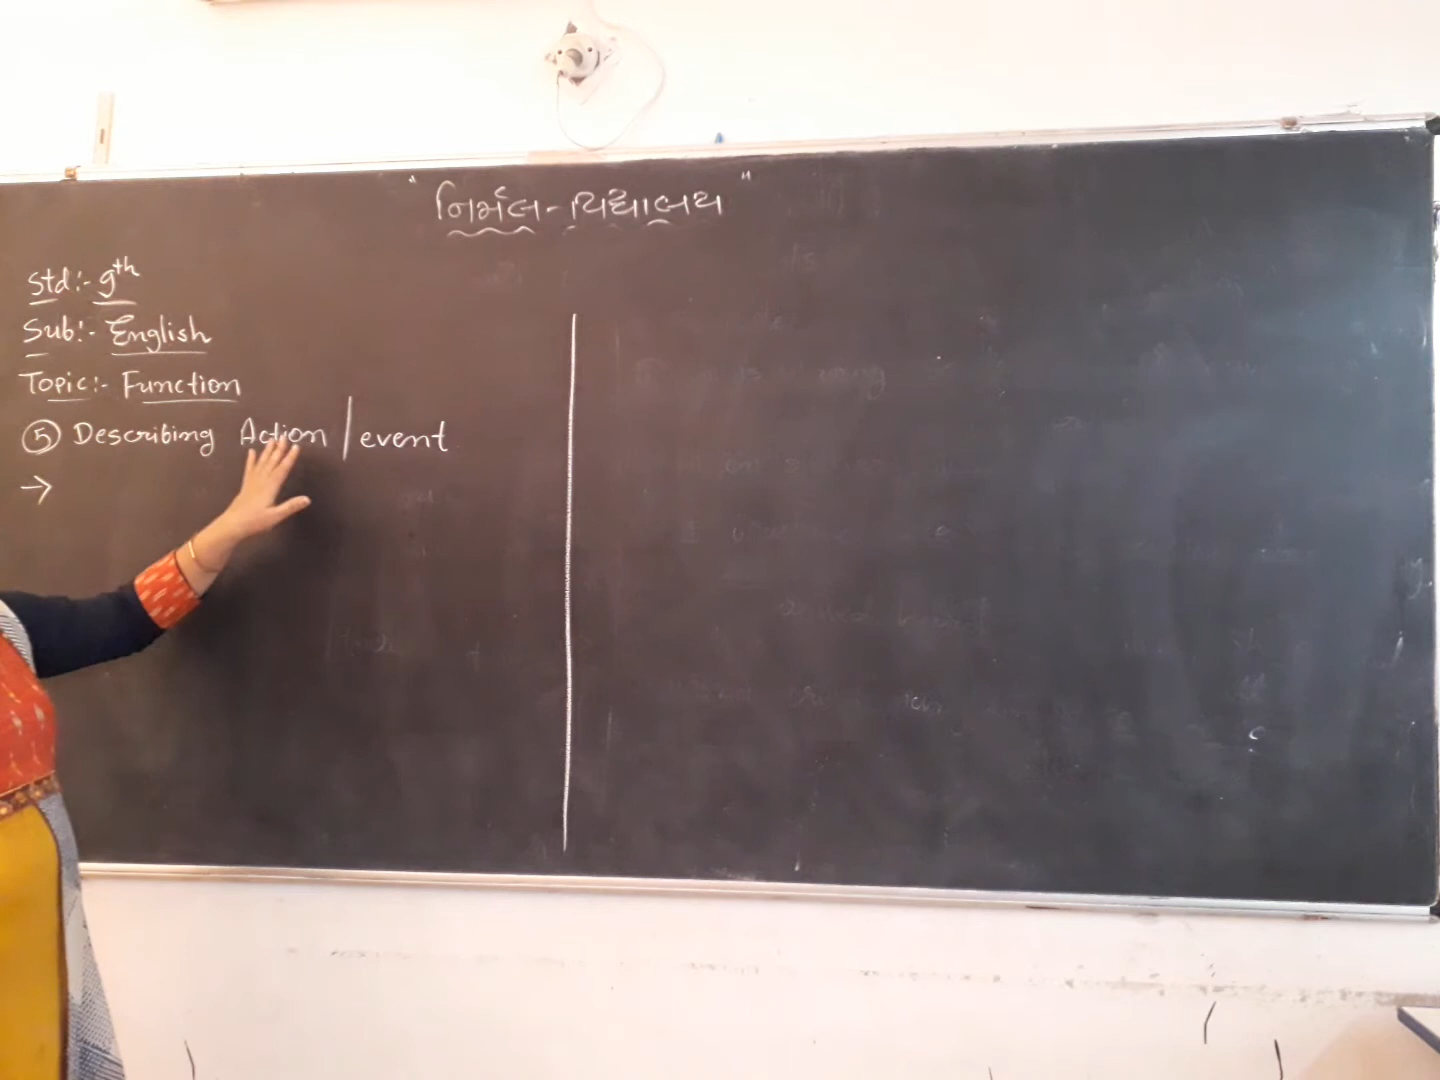 " નિર્મલ - વિદ્યાલય "
Std:- 9th
Sub:- English
Topic:- Function
⑤ Describing Action / event
→